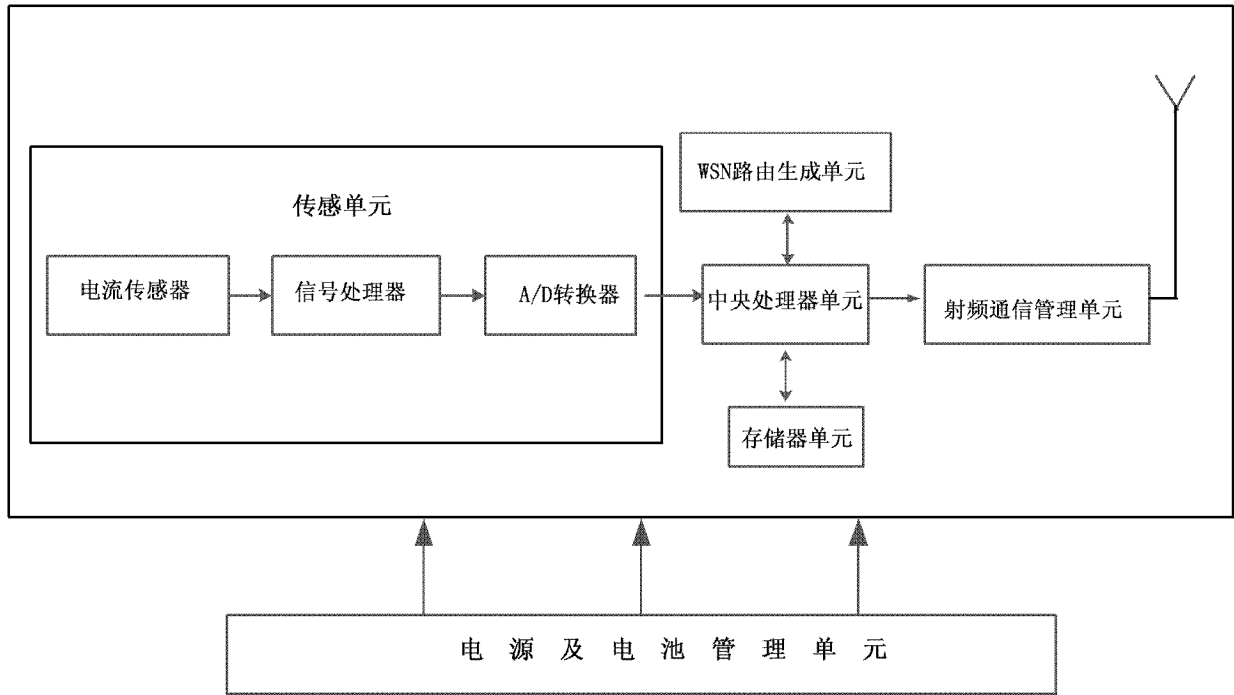 WSN路由生成单元
传感单元
电流传感器
信号处理器
A/D转换器
中央处理器单元
射频通信管理单元
存储器单元
电源及电池管理单元